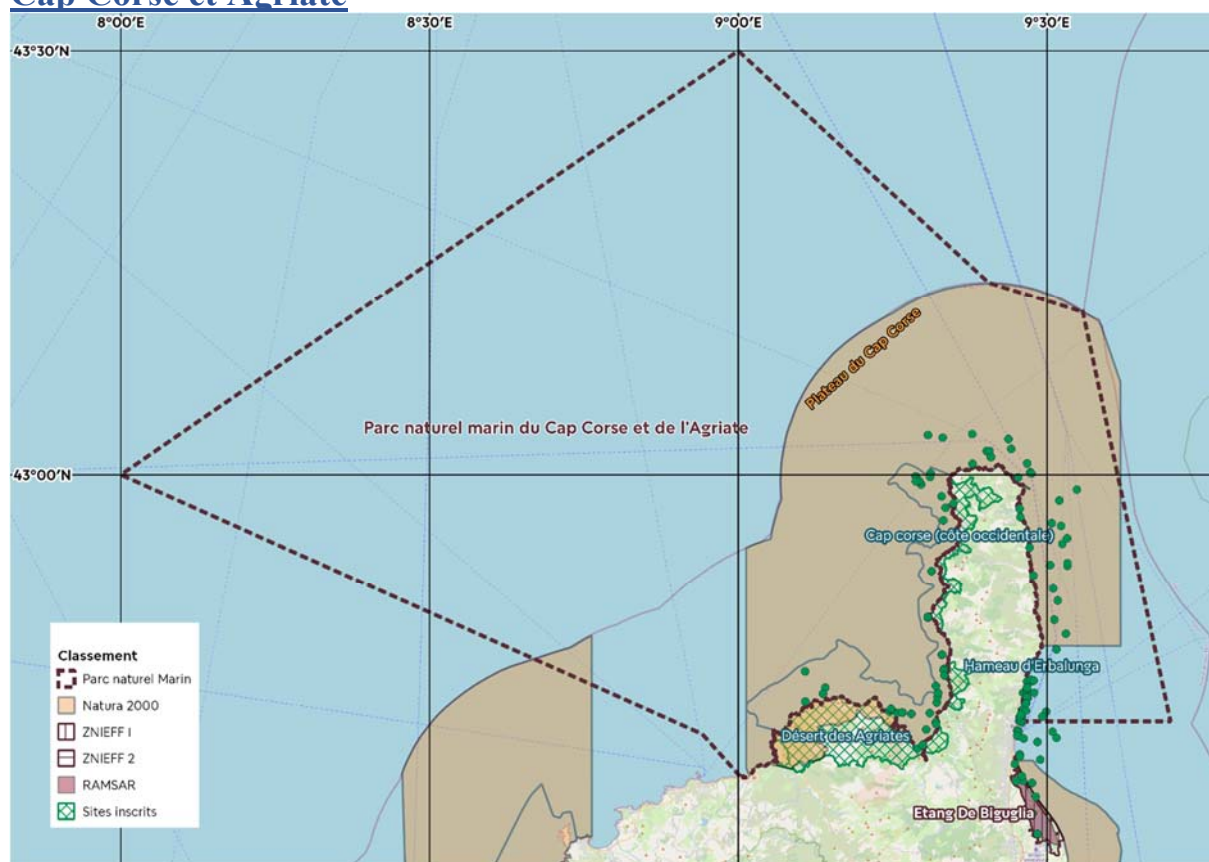 Cap Corse et Agriate
8°00'E
8°30'E
9°00'E
9°30'E
43°30'N
Plateau du Cap Corse
Parc naturel marin du Cap Corse et de l'Agriate
43°00'N
Cap corse (côte occidentale)
Hameau d'Erbalunga
Désert des Agriates
Etang De Biguglia
Classement
Parc naturel Marin
Natura 2000
ZNIEFF I
ZNIEFF 2
RAMSAR
Sites inscrits